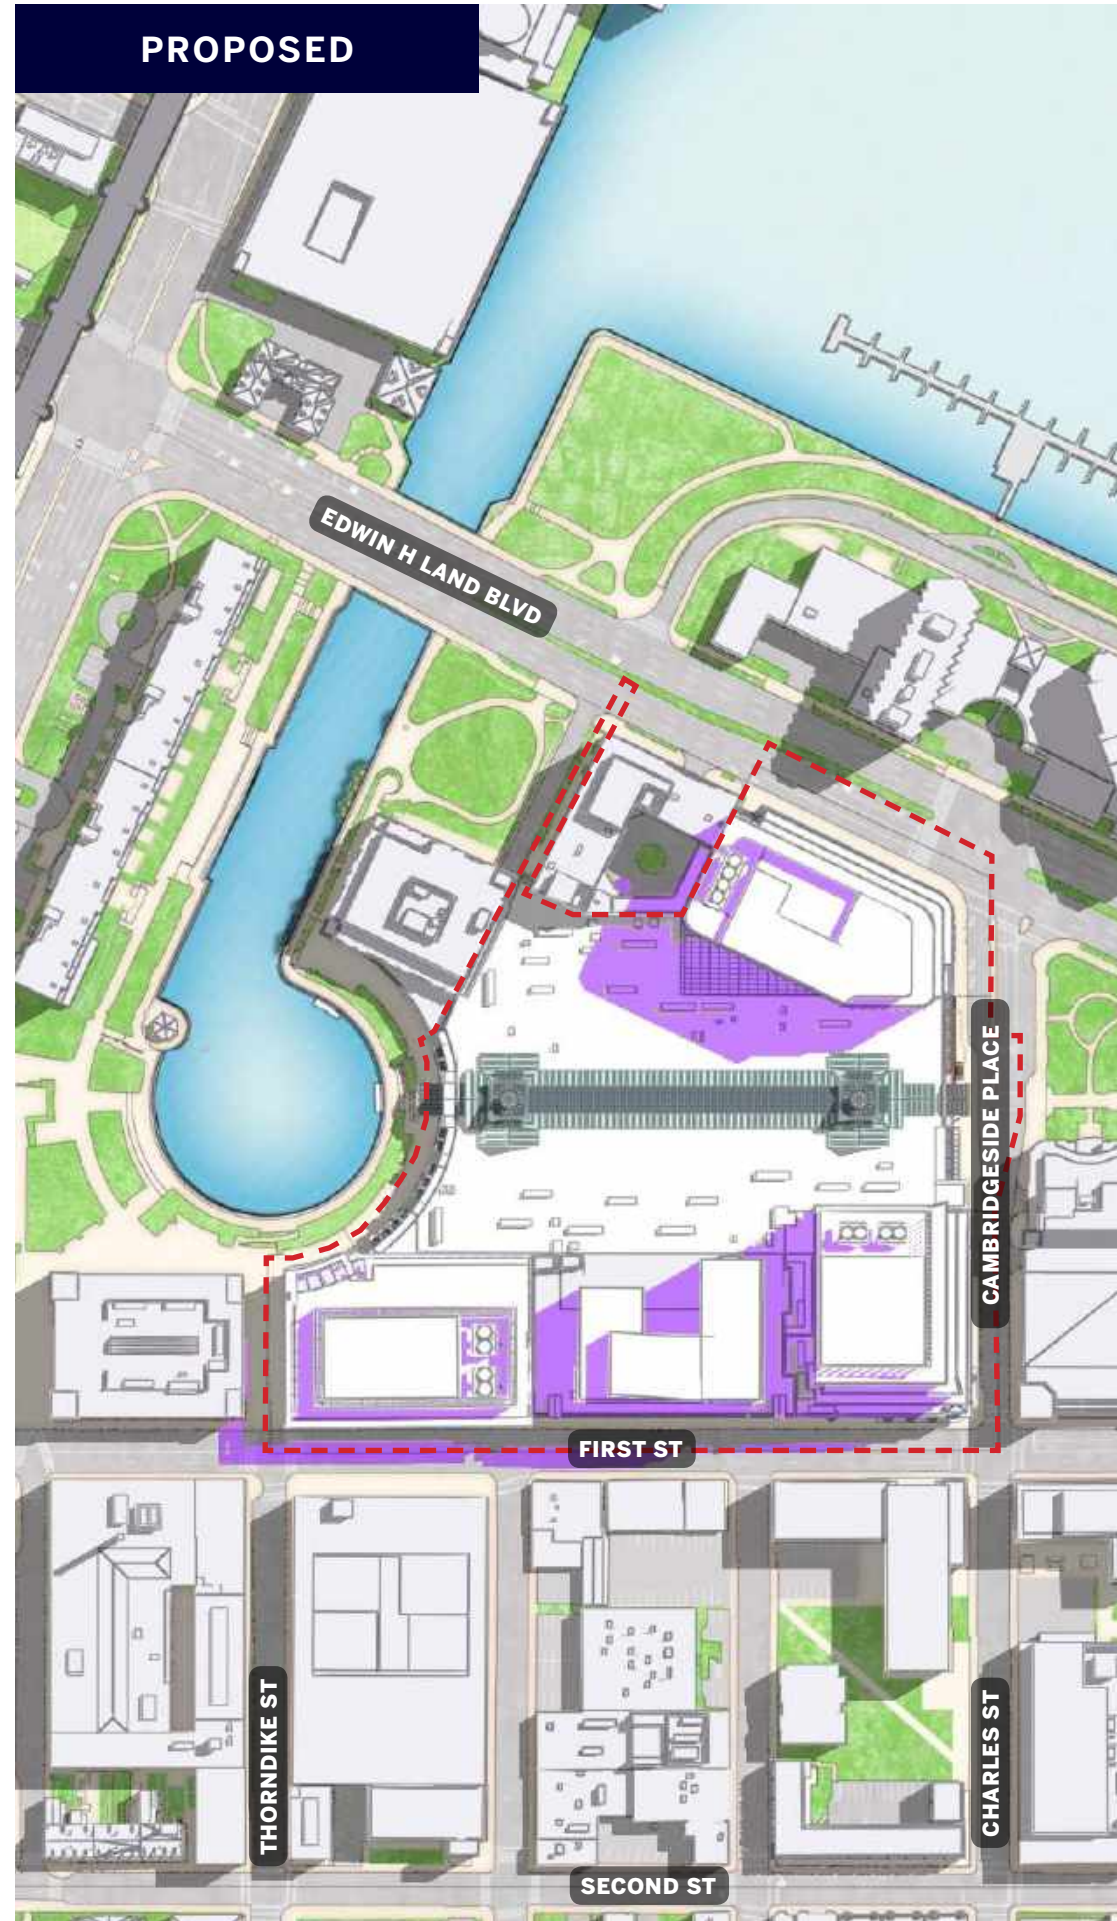 PROPOSED
EDWIN H LAND BLVD
CAMBRIDGESIDE PLACE
FIRST ST
THORNDIKE ST
CHARLES ST
SECOND ST